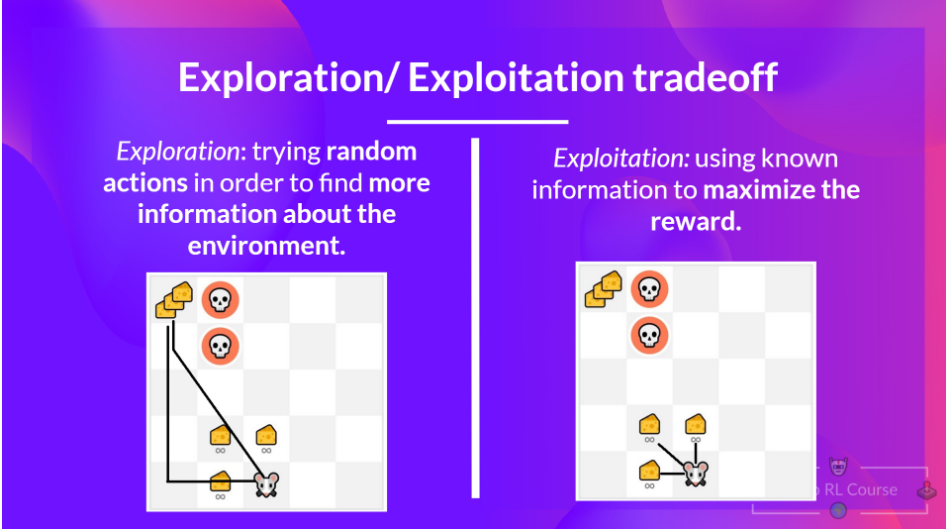 Exploration/ Exploitation tradeoff
Exploration: trying random
actions in order to find more
information about the
environment.
Exploitation: using known
information to maximize the
reward.
∞ ∞
∞
∞ ∞
∞
RL Course